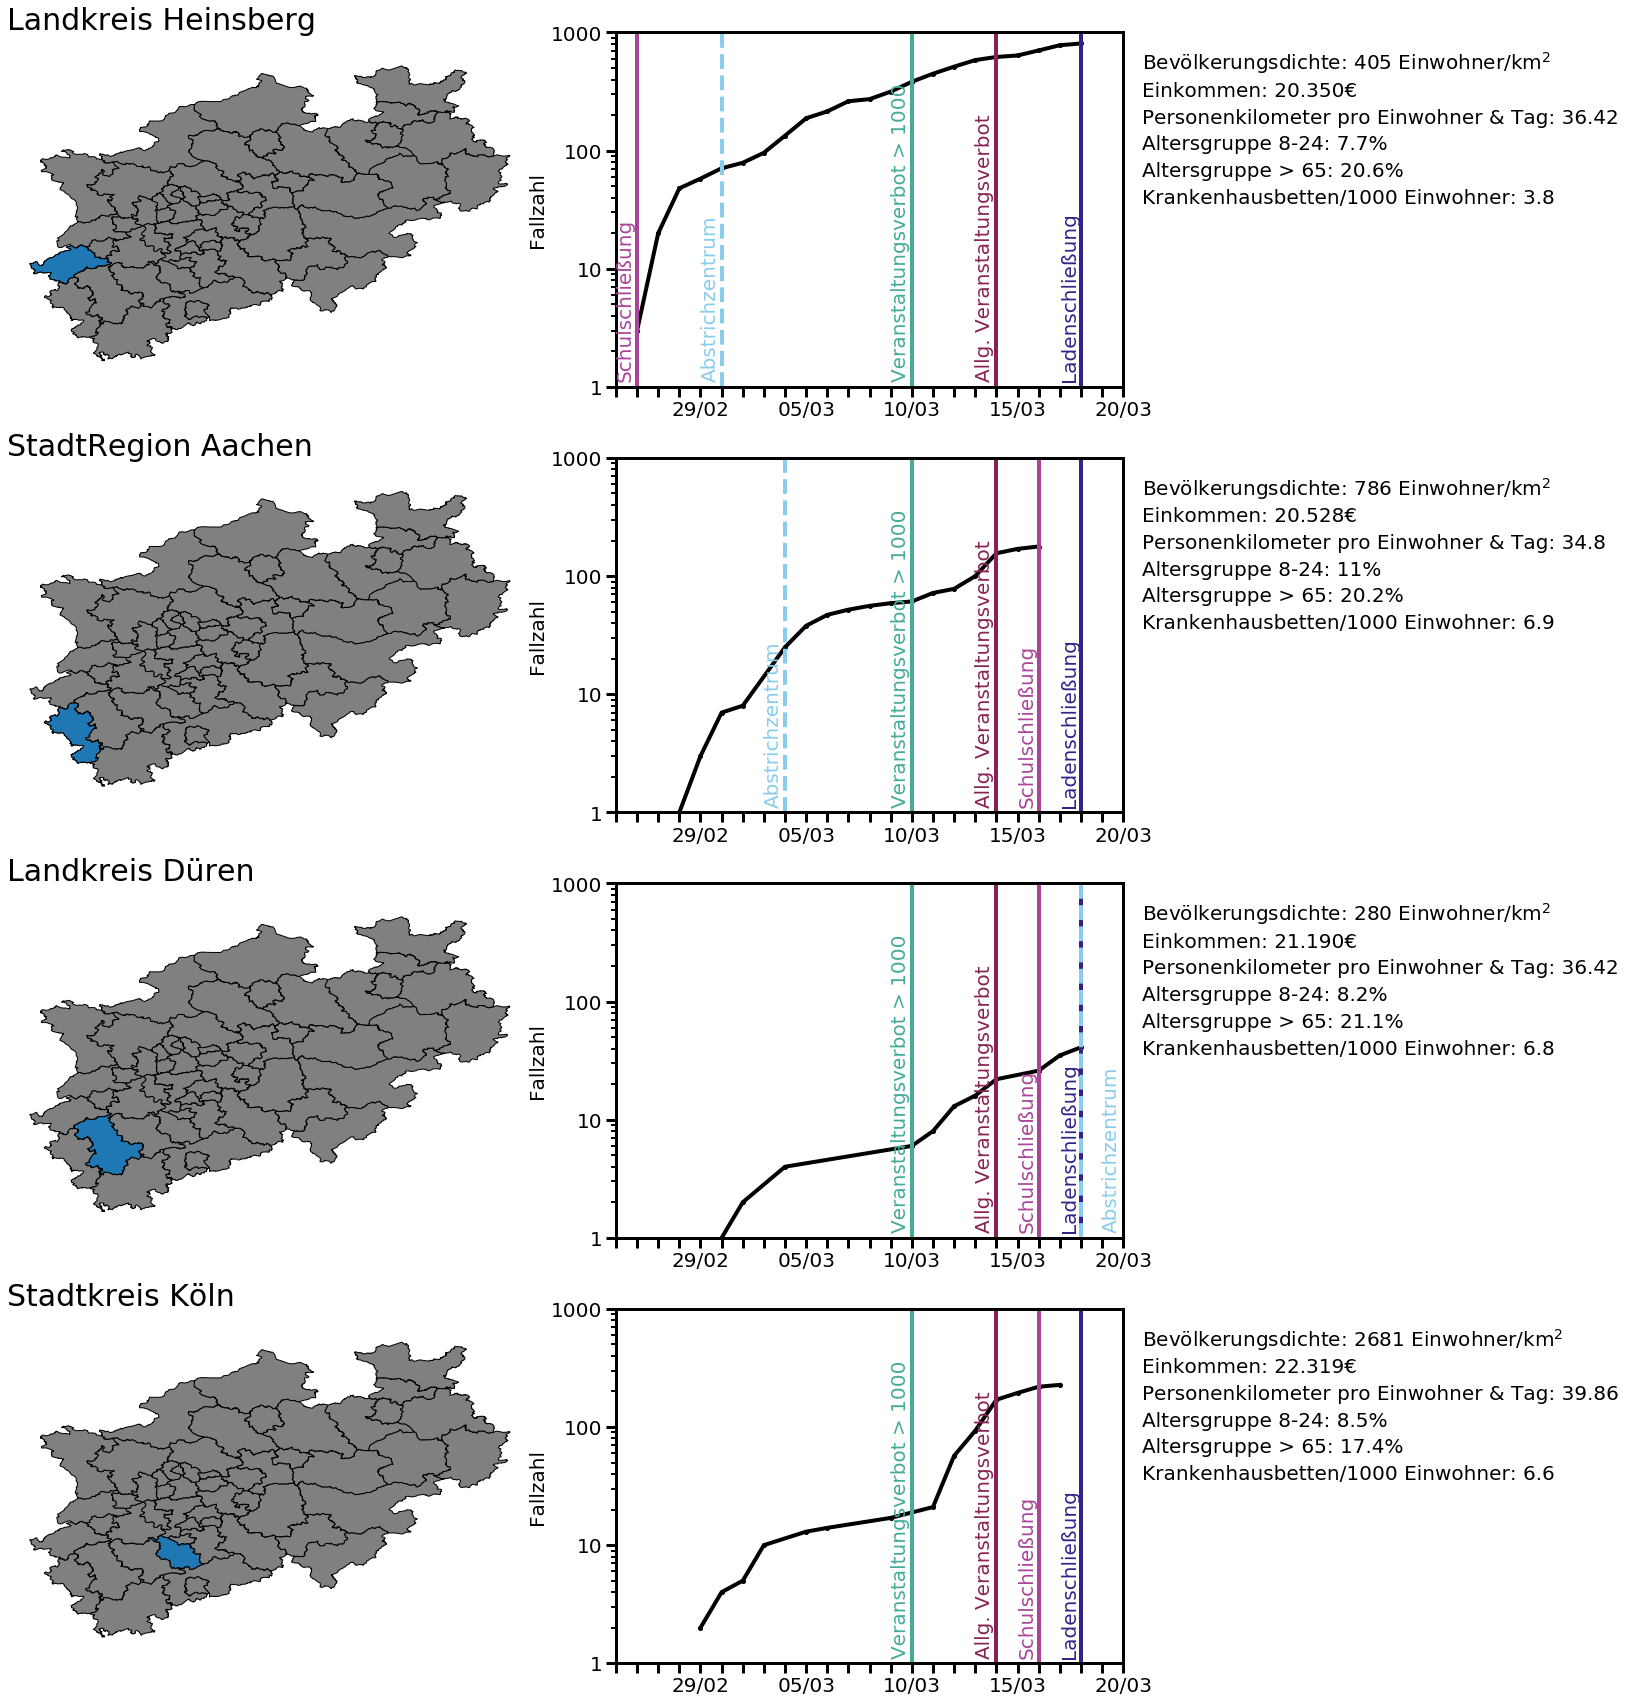 Landkreis Heinsberg
1000
100
10
1
Fallzahl
Schulschließung
Abstrichzentrum
Veranstaltungsverbot > 1000
Allg. Veranstaltungsverbot
Ladenschließung
29/02 05/03 10/03 15/03 20/03
Bevölkerungsdichte: 405 Einwohner/km²
Einkommen: 20.350€
Personenkilometer pro Einwohner & Tag: 36.42
Altersgruppe 8-24: 7.7%
Altersgruppe > 65: 20.6%
Krankenhausbetten/1000 Einwohner: 3.8
StadtRegion Aachen
1000
100
10
1
Fallzahl
Abstrichzentrum
Veranstaltungsverbot > 1000
Allg. Veranstaltungsverbot
Schulschließung
Ladenschließung
29/02 05/03 10/03 15/03 20/03
Bevölkerungsdichte: 786 Einwohner/km²
Einkommen: 20.528€
Personenkilometer pro Einwohner & Tag: 34.8
Altersgruppe 8-24: 11%
Altersgruppe > 65: 20.2%
Krankenhausbetten/1000 Einwohner: 6.9
Landkreis Düren
1000
100
10
1
Fallzahl
Veranstaltungsverbot > 1000
Allg. Veranstaltungsverbot
Schulschließung
Ladenschließung
Abstrichzentrum
29/02 05/03 10/03 15/03 20/03
Bevölkerungsdichte: 280 Einwohner/km²
Einkommen: 21.190€
Personenkilometer pro Einwohner & Tag: 36.42
Altersgruppe 8-24: 8.2%
Altersgruppe > 65: 21.1%
Krankenhausbetten/1000 Einwohner: 6.8
Stadtkreis Köln
1000
100
10
1
Fallzahl
Veranstaltungsverbot > 1000
Allg. Veranstaltungsverbot
Schulschließung
Ladenschließung
29/02 05/03 10/03 15/03 20/03
Bevölkerungsdichte: 2681 Einwohner/km²
Einkommen: 22.319€
Personenkilometer pro Einwohner & Tag: 39.86
Altersgruppe 8-24: 8.5%
Altersgruppe > 65: 17.4%
Krankenhausbetten/1000 Einwohner: 6.6